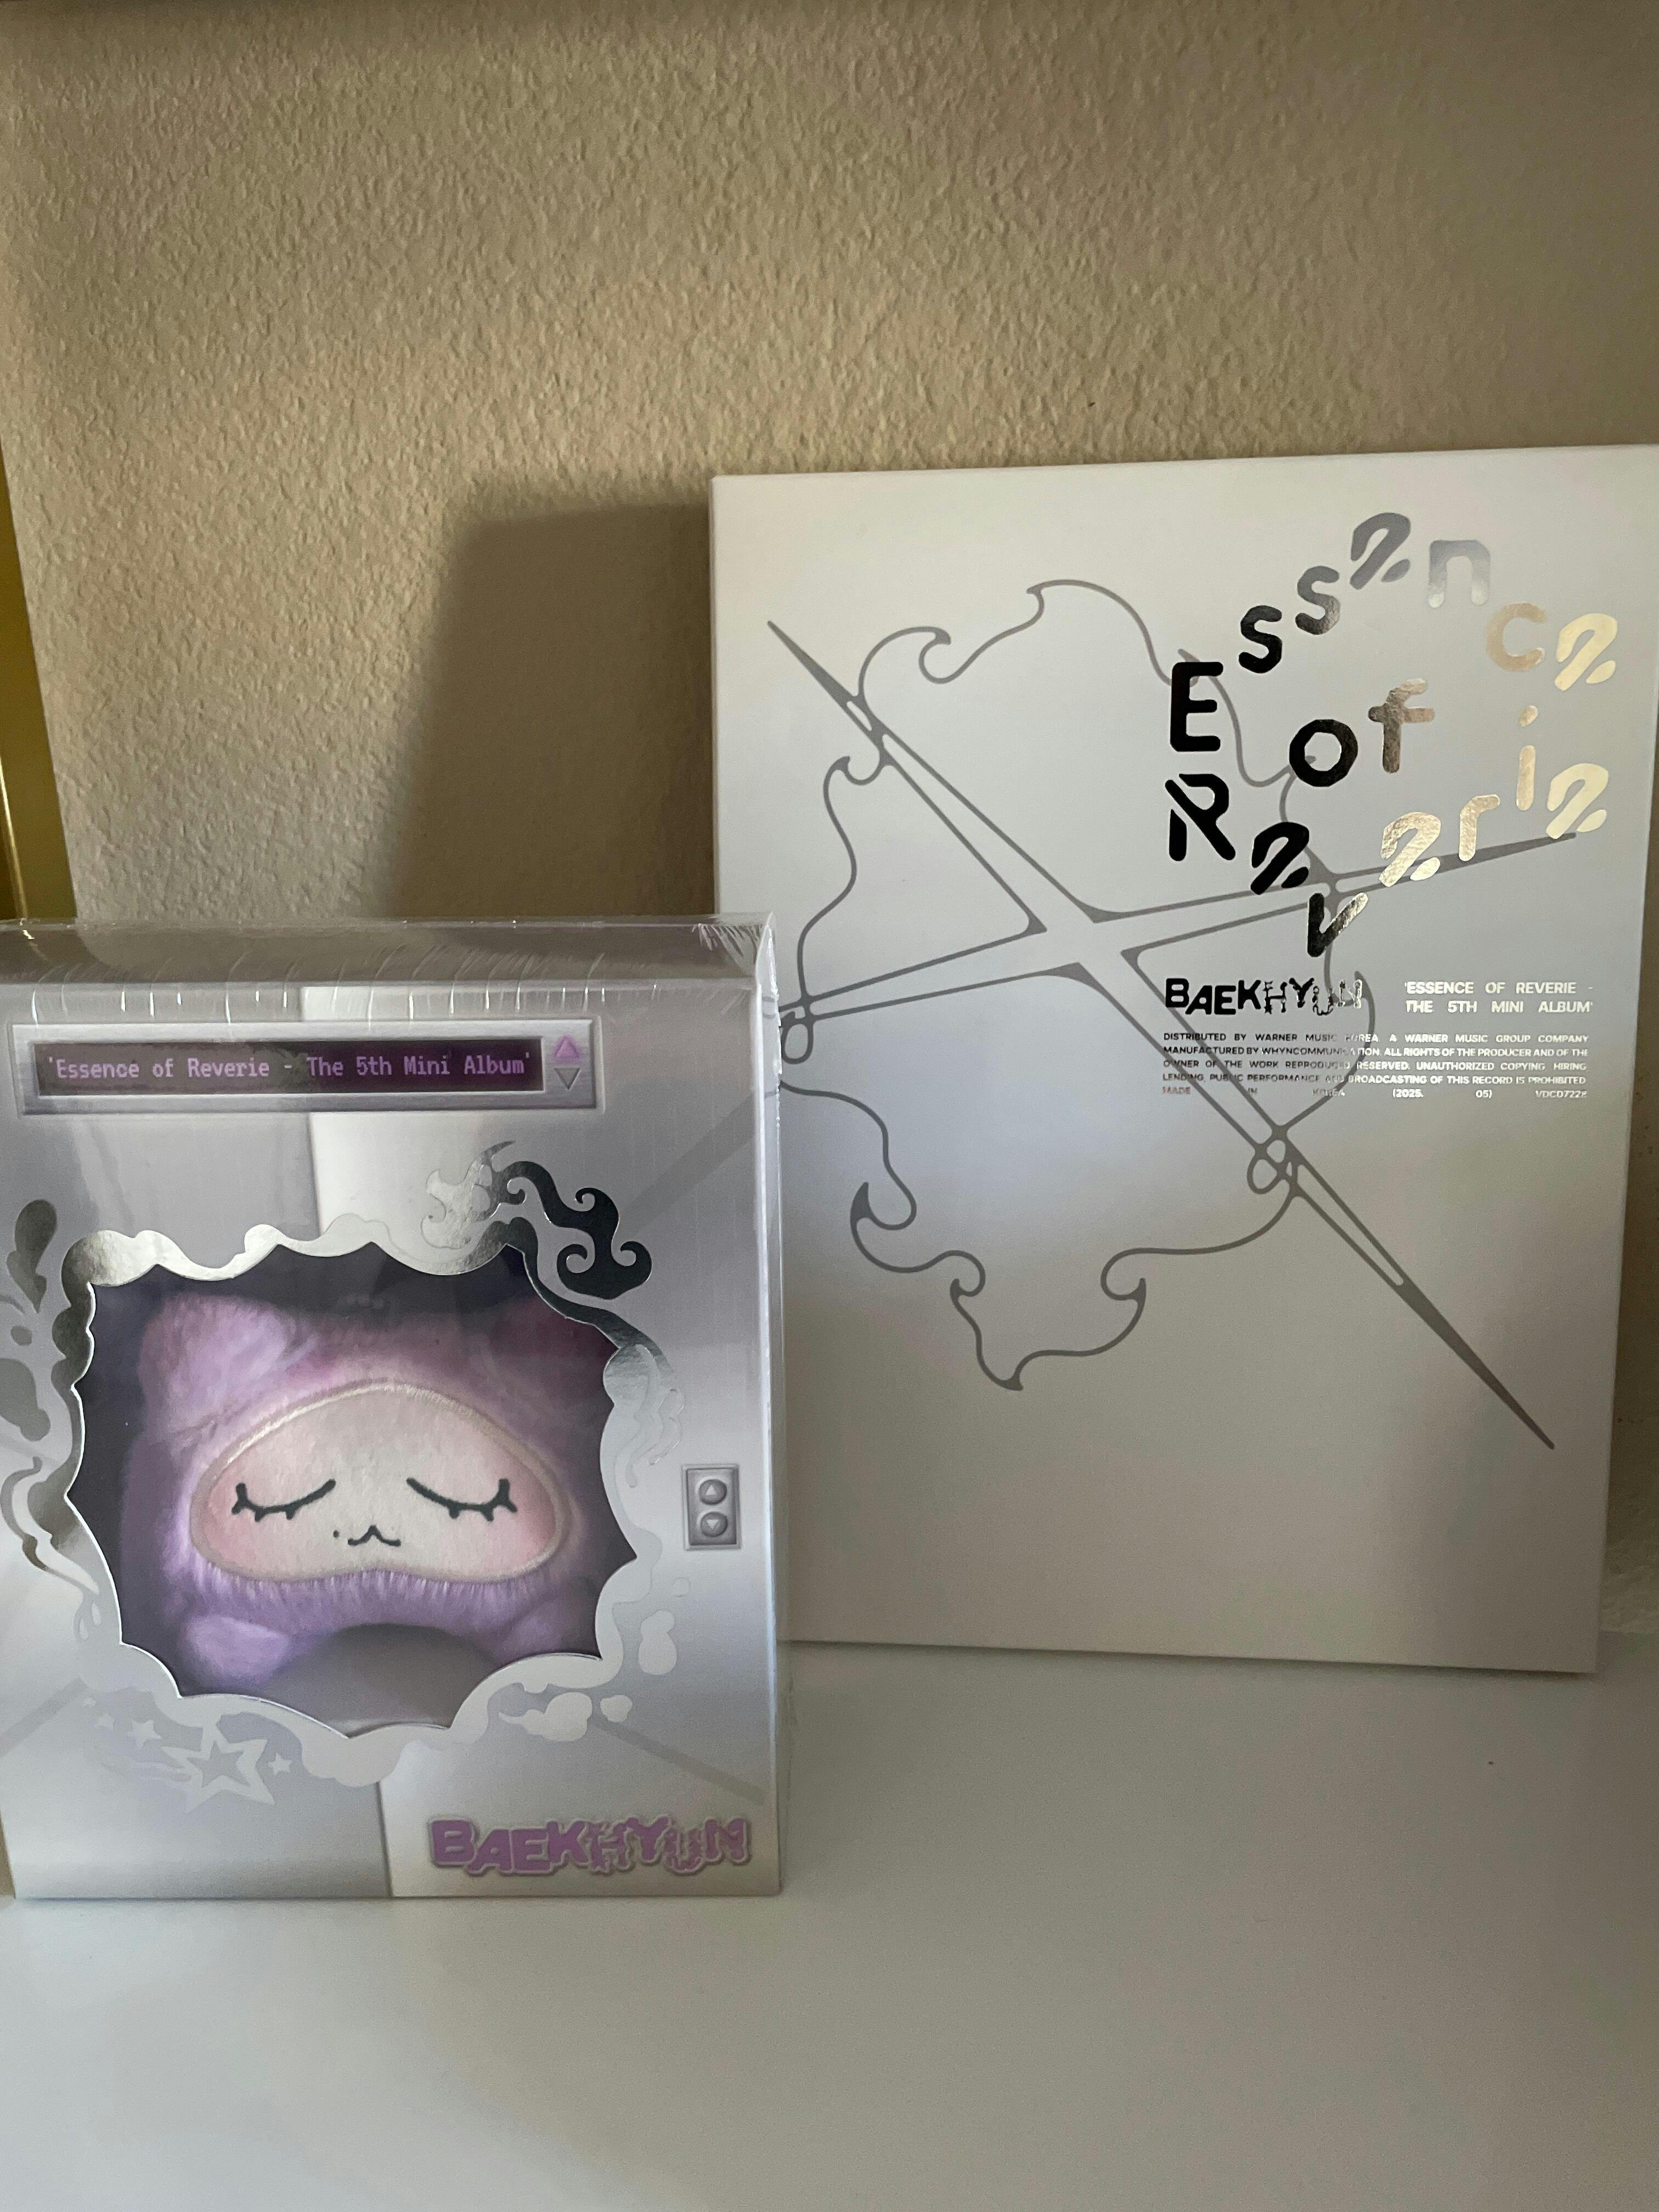 'Essence of Reverie - The 5th Mini Album'
BAEKHYUN
Essence
of
Reverie
BAEKHYUN
'ESSENCE OF REVERIE -
THE 5TH MINI ALBUM'
DISTRIBUTED BY WARNER MUSIC KOREA A WARNER MUSIC GROUP COMPANY
MANUFACTURED BY WHYNCOMMUNICATION. ALL RIGHTS OF THE PRODUCER AND OF THE
OWNER OF THE WORK REPRODUCED RESERVED. UNAUTHORIZED COPYING HIRING
LENDING PUBLIC PERFORMANCE AND BROADCASTING OF THIS RECORD IS PROHIBITED
MADE IN KOREA (2025. 05) VDCD7228